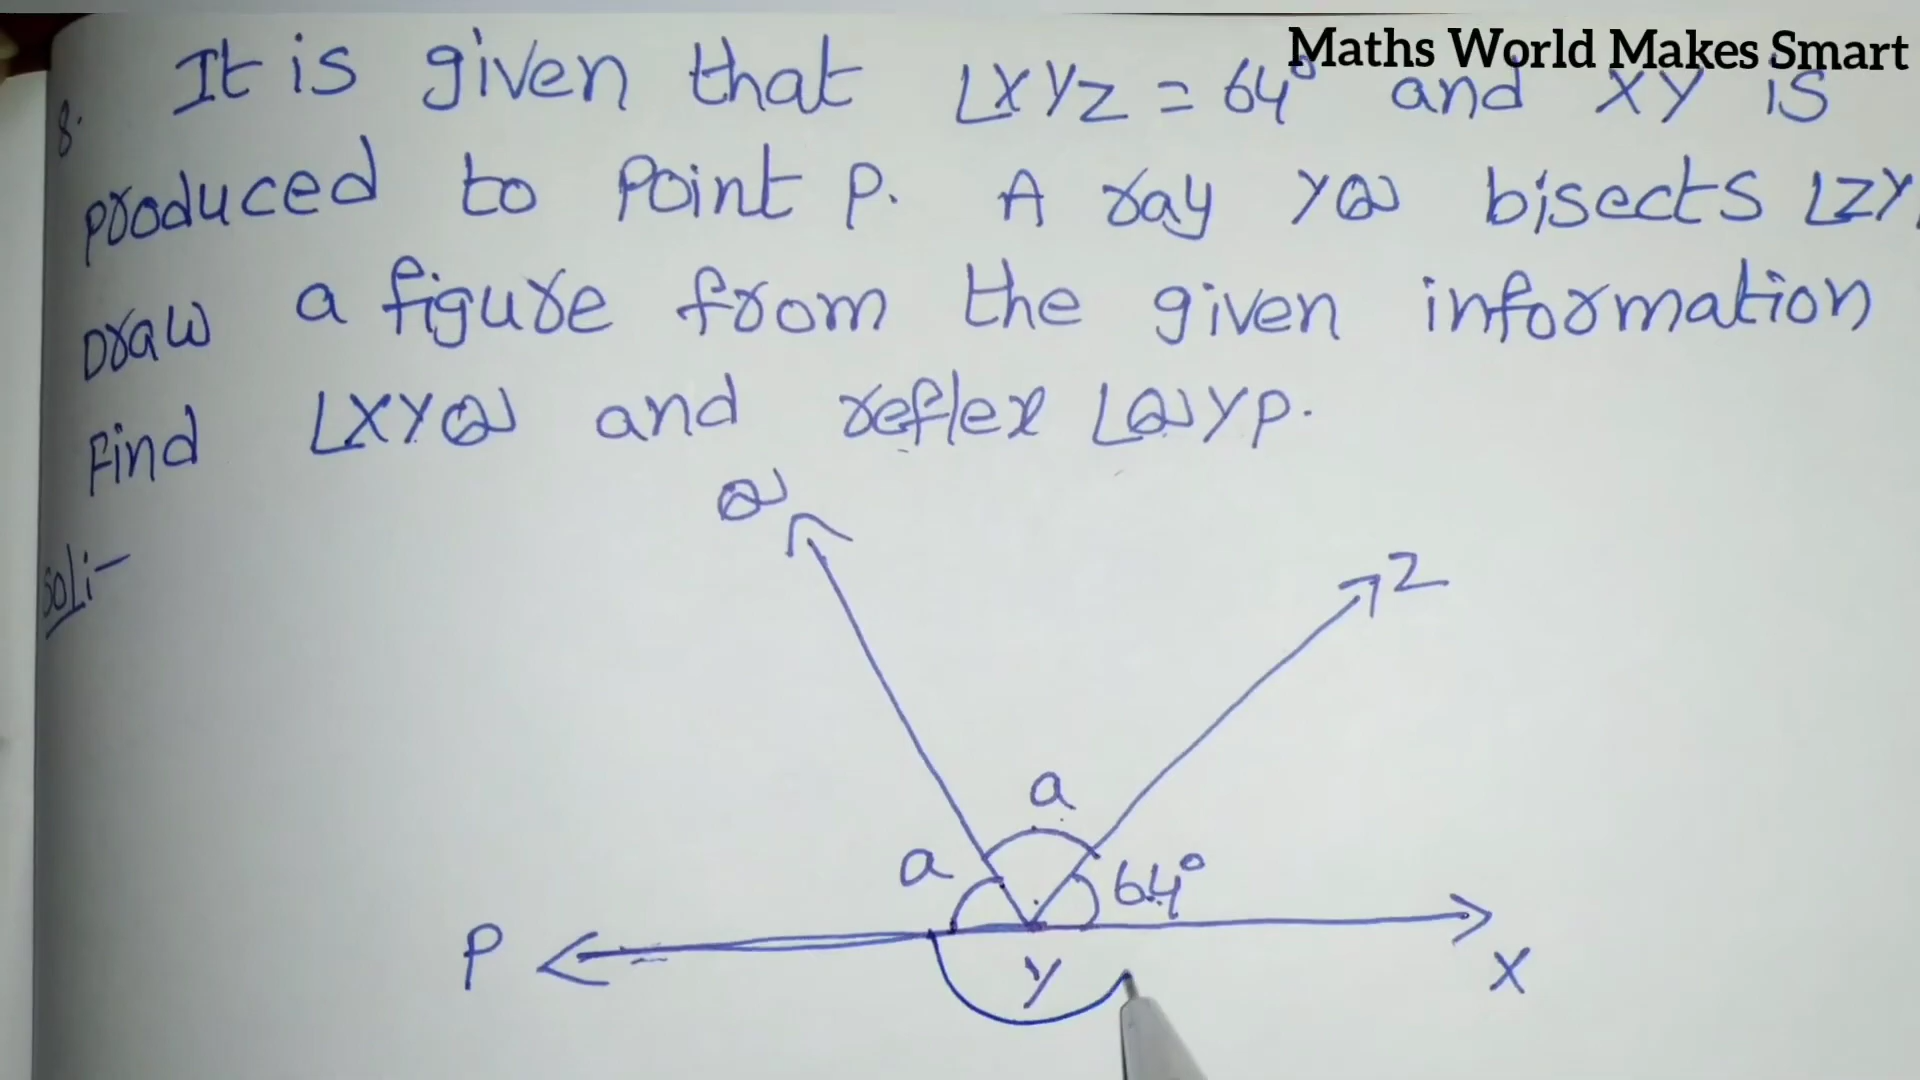 Maths World Makes Smart
8. It is given that ∠XYZ = 64° and XY is
produced to Point P. A ray YQ bisects ∠ZY
Draw a figure from the given information
Find ∠XYQ and reflex ∠QYP.
Sol:-
Q
Z
a
a
64°
P
Y
X